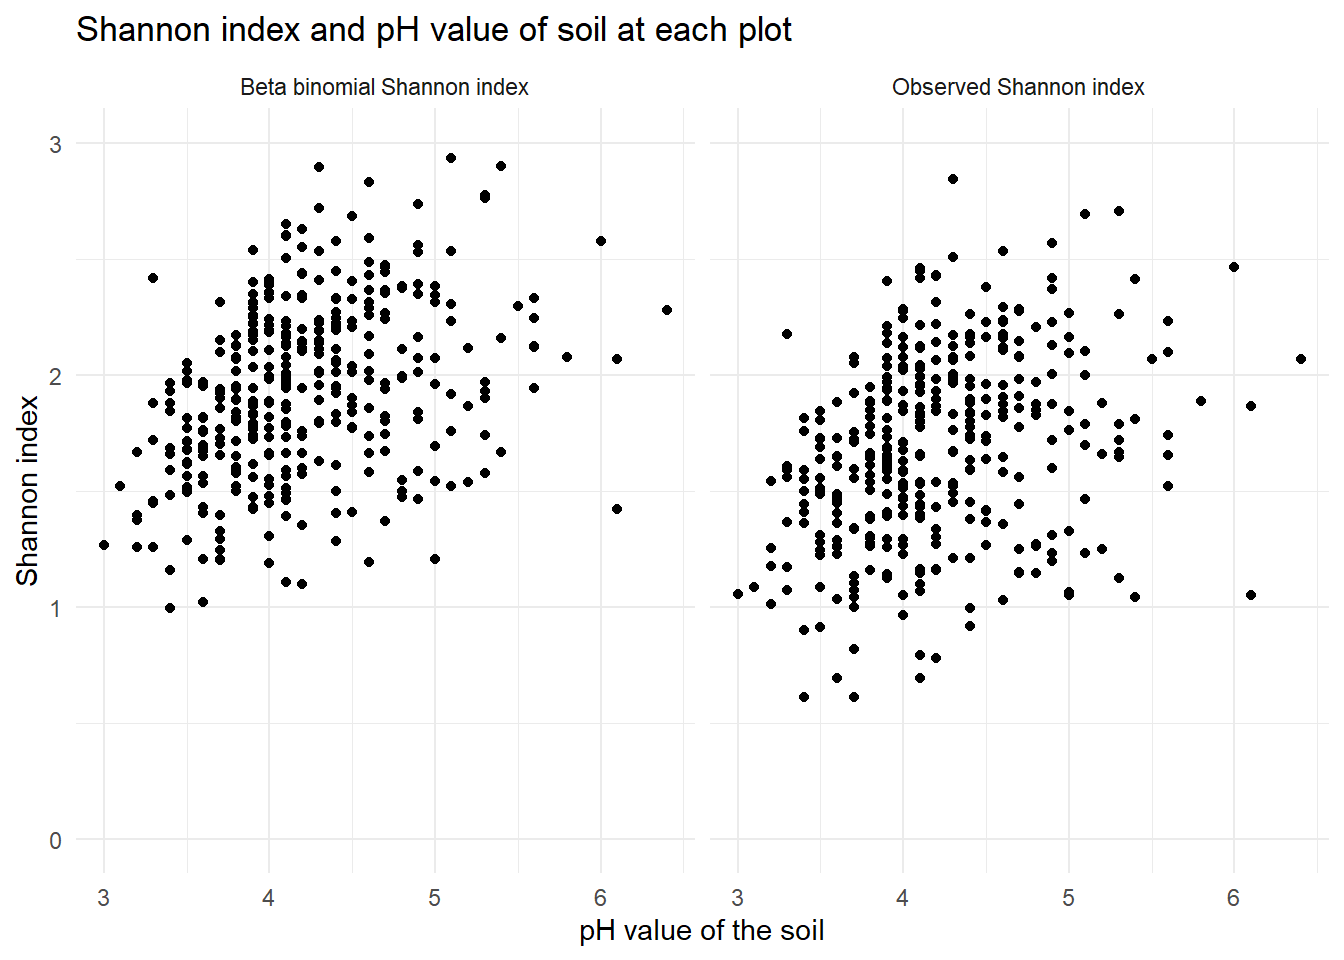 Shannon index and pH value of soil at each plot
Beta binomial Shannon index
Observed Shannon index
Shannon index
3
2
1
0
3 4 5 6
3 4 5 6
pH value of the soil